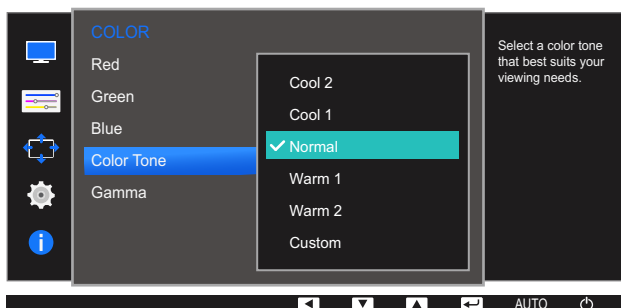 COLOR
Red
Green
Blue
Color Tone
Gamma
Cool 2
Cool 1
Normal
Warm 1
Warm 2
Custom
Select a color tone
that best suits your
viewing needs.
AUTO